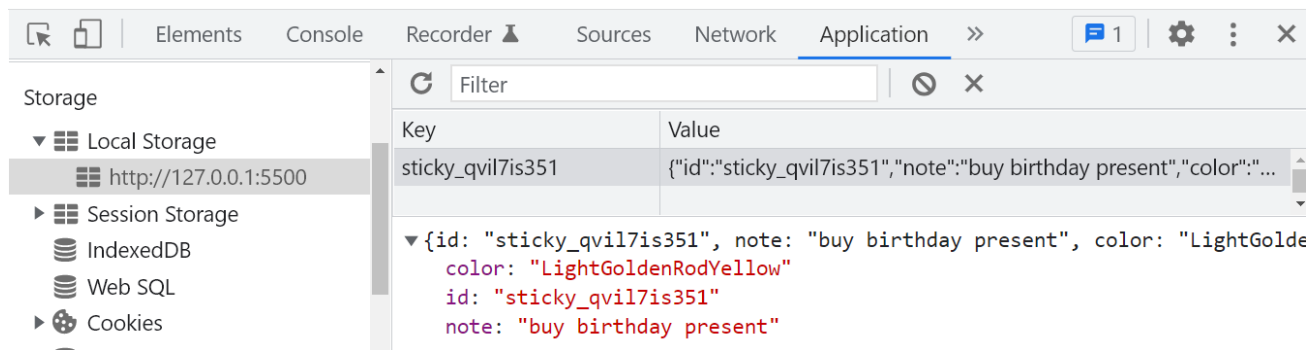 Elements Console Recorder Sources Network Application » 1
Storage
Filter
Key Value
Local Storage
sticky_qvil7is351 {"id":"sticky_qvil7is351","note":"buy birthday present","color":"...
http://127.0.0.1:5500
Session Storage
{id: "sticky_qvil7is351", note: "buy birthday present", color: "LightGolde
IndexedDB
color: "LightGoldenRodYellow"
Web SQL
id: "sticky_qvil7is351"
Cookies
note: "buy birthday present"